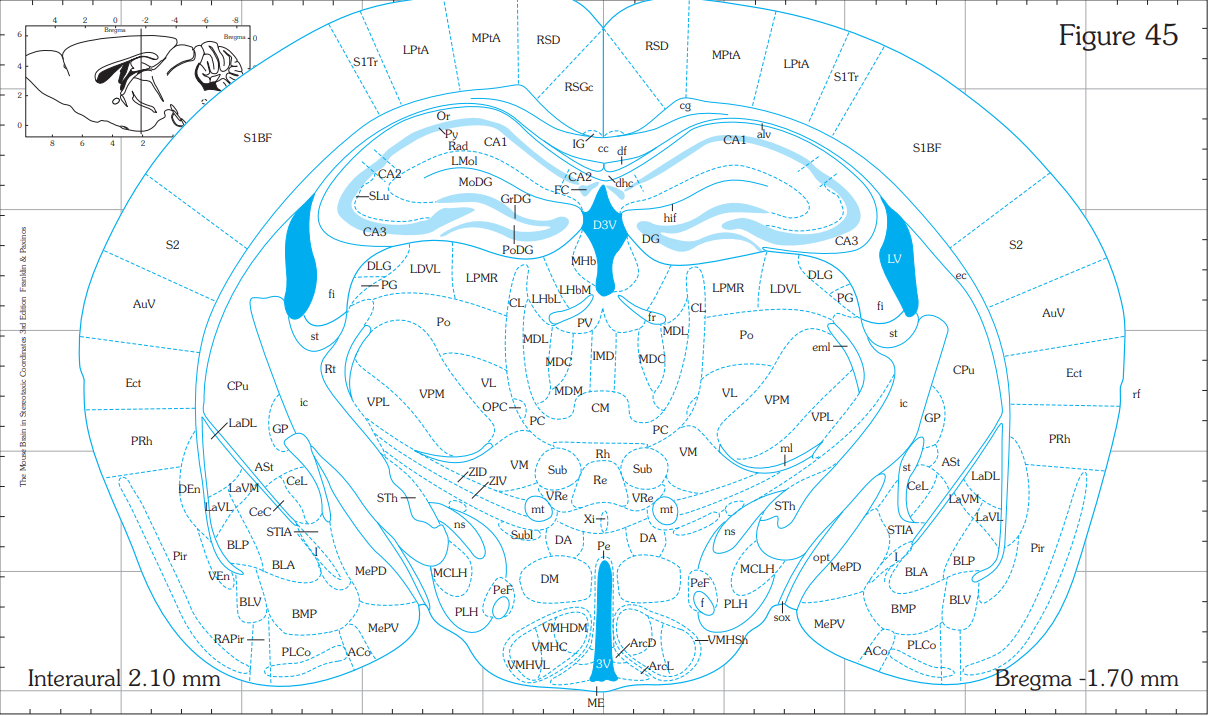 4 2 0 -2 -4 -6 -8
Bregma
Bregma 0
6
4
2
0
8 6 4 2
Figure 45
MPtA RSD RSD
LPtA MPtA
S1Tr LPtA
S1Tr
RSGc
cg
Or
Py CA1 IG cc df CA1 alv
S1BF Rad S1BF
LMol
CA2 MoDG CA2 dhc
FC
SLu GrDG hif
D3V
CA3 PoDG DG CA3
S2 S2
MHb LV
DLG LDVL LPMR LPMR LDVL DLG ec
PG LHbM PG
fi CL LHbL CL fi
AuV AuV
Po PV fr
st MDL MDL Po eml st
IMD
Rt MDC MDC
CPu CPu
Ect VL Ect
VPM MDM VL VPM rf
ic VPL OPC CM VPL ic
LaDL GP PC PC GP
PRh PRh
Rh ml
ASt VM Sub Sub VM st ASt
ZID
CeL Re LaDL
DEn LaVM ZIV CeL
STh VRe VRe LaVM
LaVL CeC mt mt STh LaVL
Xi
ns ns
STIA SubI DA DA STIA
BLP Pe
Pir I I Pir
BLA opt MePD BLP
VEn MePD MCLH DM MCLH BLA
PeF PeF
BLV f PLH BLV
BMP PLH BMP
sox
MePV VMHDM MePV
RAPir VMHC ArcD VMHSh
PLCo ACo ACo PLCo
VMHVL 3V ArcL
Interaural 2.10 mm Bregma -1.70 mm
ME
The Mouse Brain in Stereotaxic Coordinates 3rd Edition Franklin & Paxinos